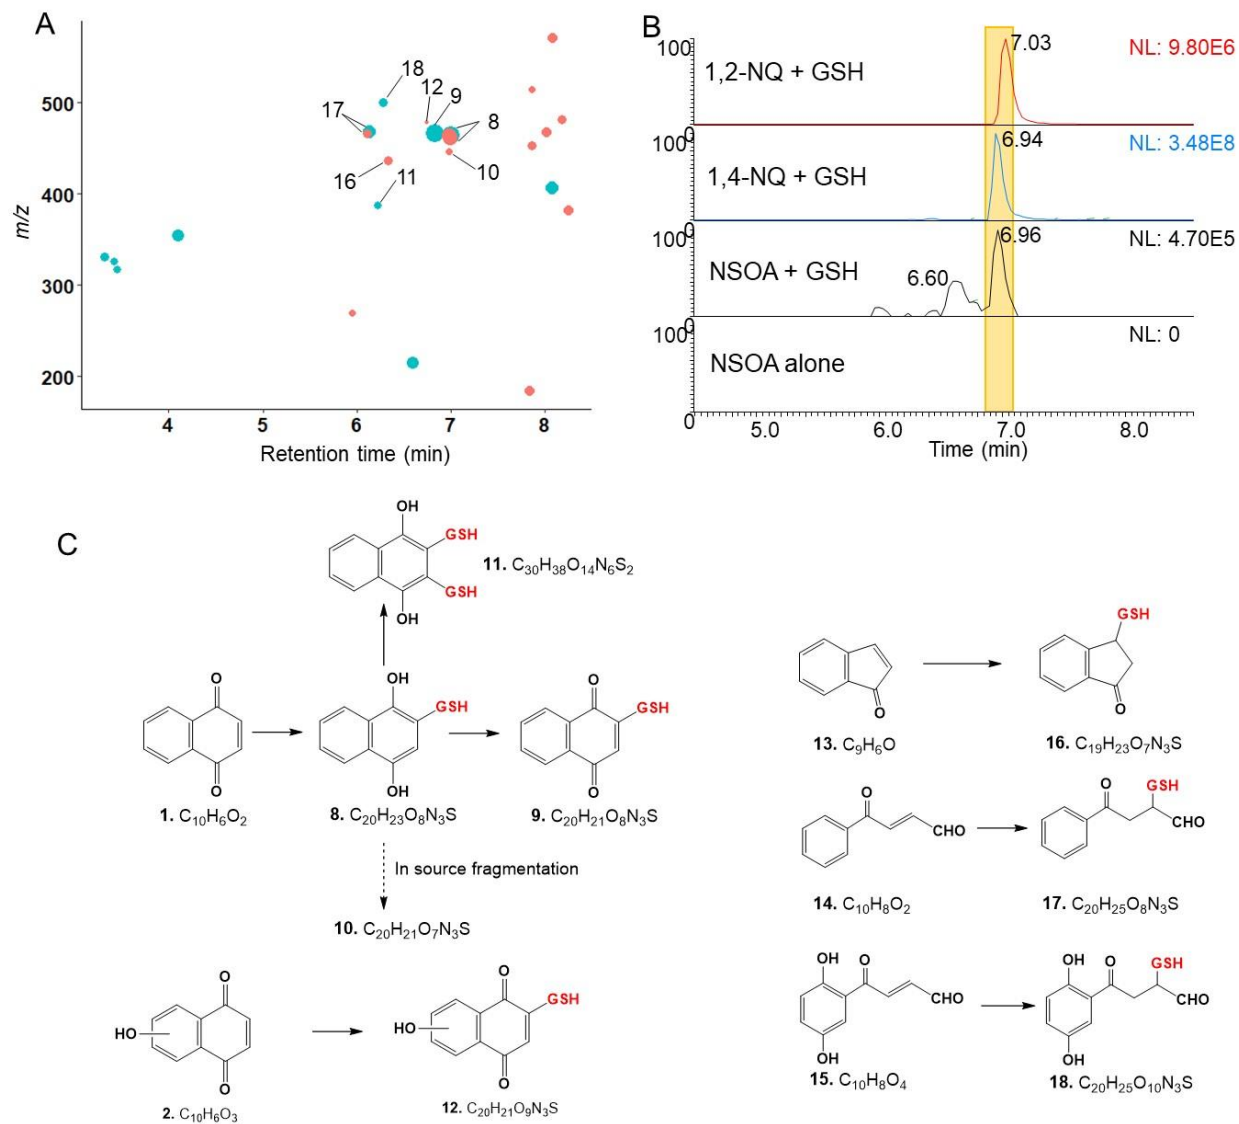 A
500
400
300
200
m/z
4
5
6
7
8
Retention time (min)
18
12
9
17
8
16
11
10
B
100
1,2-NQ + GSH
7.03
NL: 9.80E6
0
100
1,4-NQ + GSH
6.94
NL: 3.48E8
0
100
NSOA + GSH
6.60
6.96
NL: 4.70E5
0
100
NSOA alone
NL: 0
0
5.0
6.0
7.0
8.0
Time (min)
C
OH
GSH
GSH
OH
11. C₃₀H₃₈O₁₄N₆S₂
O
O
1. C₁₀H₆O₂
OH
GSH
OH
8. C₂₀H₂₃O₈N₃S
O
GSH
O
9. C₂₀H₂₁O₈N₃S
In source fragmentation
10. C₂₀H₂₁O₇N₃S
O
HO
O
2. C₁₀H₆O₃
O
GSH
HO
O
12. C₂₀H₂₁O₉N₃S
O
13. C₉H₆O
GSH
O
16. C₁₉H₂₃O₇N₃S
O
CHO
14. C₁₀H₈O₂
O
GSH
CHO
17. C₂₀H₂₅O₈N₃S
OH
O
CHO
OH
15. C₁₀H₈O₄
OH
O
GSH
CHO
OH
18. C₂₀H₂₅O₁₀N₃S